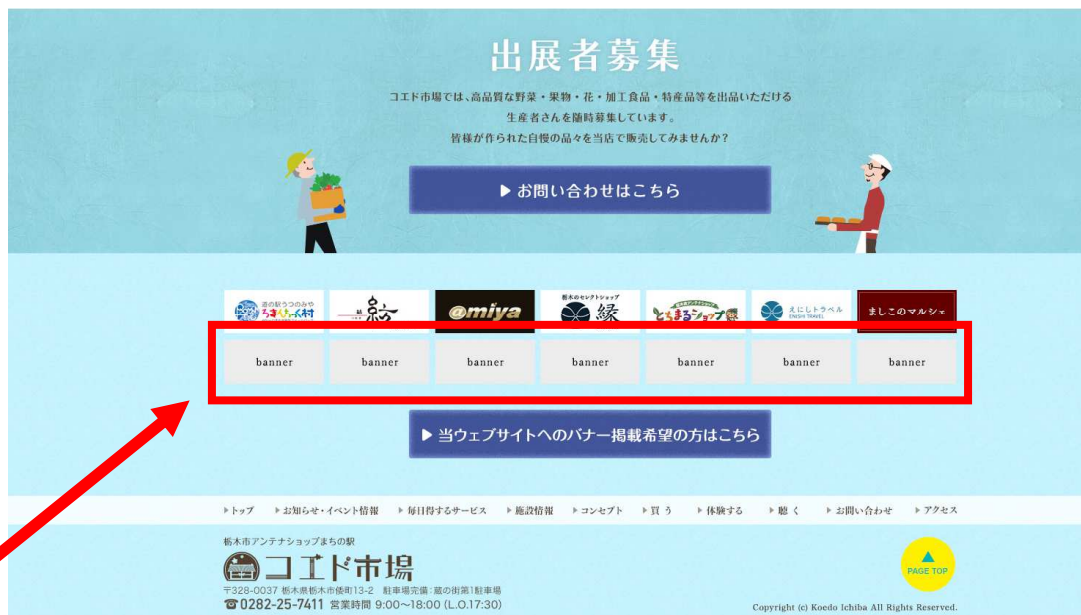 出展者募集
コエド市場では、高品質な野菜・果物・花・加工食品・特産品等を出品いただける
生産者さんを随時募集しています。
皆様が作られた自慢の品々を当店で販売してみませんか？
▶お問い合わせはこちら
道の駅うつのみや
ろまんちっく村
結
@miya
栃木のセレクトショップ
縁
とちまるショップ
えにしトラベル
ENISHI TRAVEL
ましこのマルシェ
banner banner banner banner banner banner banner
▶当ウェブサイトへのバナー掲載希望の方はこちら
▶トップ ▶お知らせ・イベント情報 ▶毎日得するサービス ▶施設情報 ▶コンセプト ▶買う ▶体験する ▶聴く ▶お問い合わせ ▶アクセス
栃木市アンテナショップまちの駅
コエド市場
〒328-0037 栃木県栃木市倭町13-2 駐車場完備:蔵の街第1駐車場
☎0282-25-7411 営業時間 9:00〜18:00 (L.O.17:30)
PAGE TOP
Copyright (c) Koedo Ichiba All Rights Reserved.